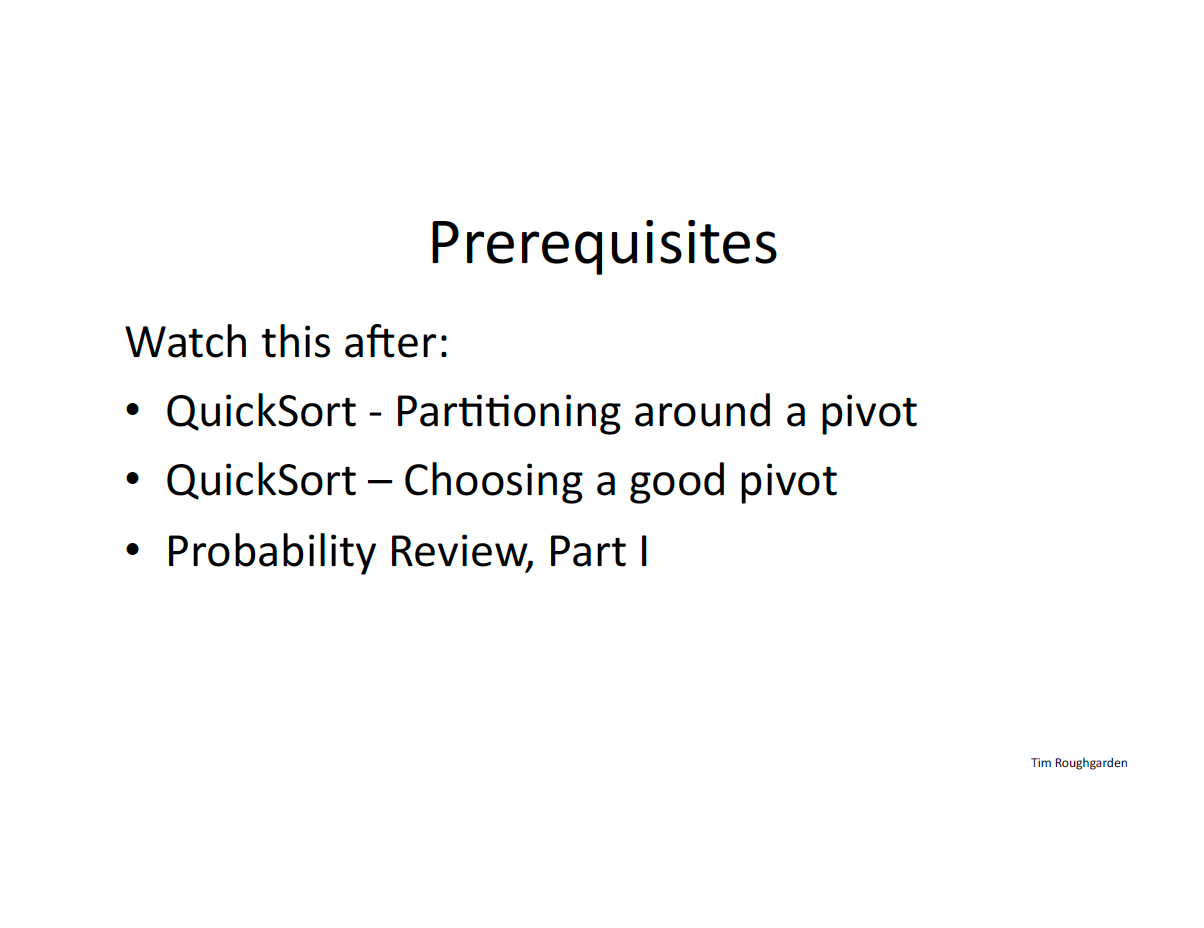 Prerequisites
Watch this after:
• QuickSort - Partitioning around a pivot
• QuickSort – Choosing a good pivot
• Probability Review, Part I
Tim Roughgarden